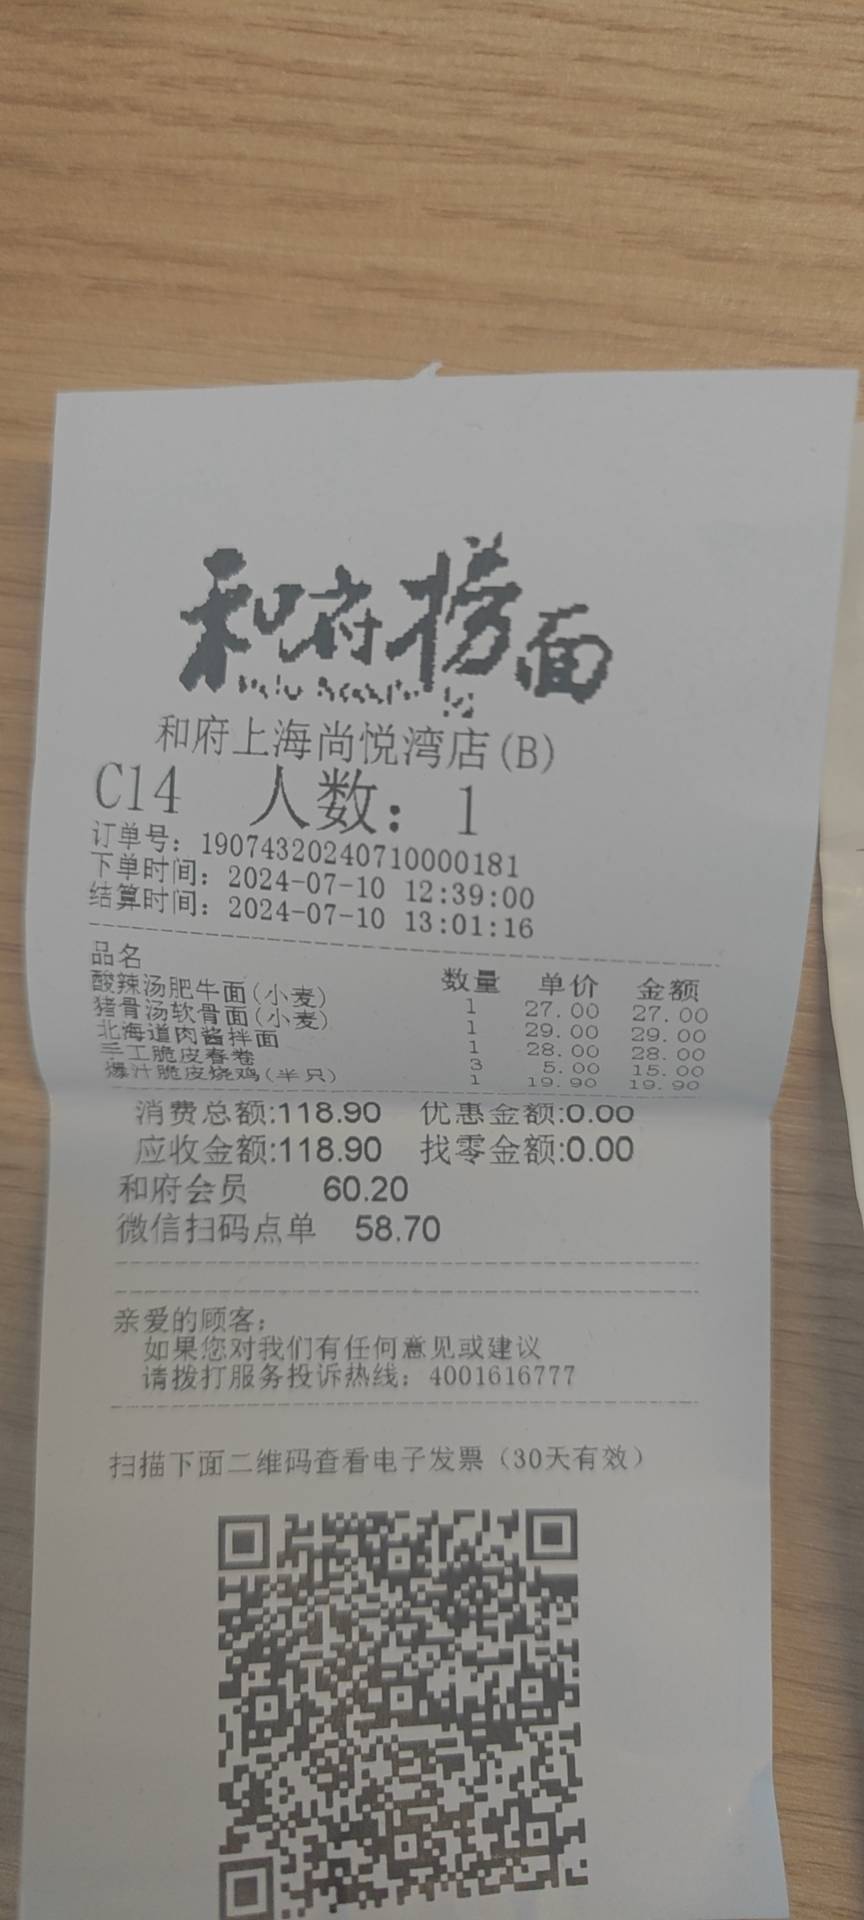 和府捞面
和府上海尚悦湾店(B)
C14 人数: 1
订单号: 19074320240710000181
下单时间: 2024-07-10 12:39:00
结算时间: 2024-07-10 13:01:16
品名 数量 单价 金额
酸辣汤肥牛面(小麦) 1 27.00 27.00
猪骨汤软骨面(小麦) 1 29.00 29.00
北海道肉酱拌面 1 28.00 28.00
手工脆皮春卷 3 5.00 15.00
爆汁脆皮烧鸡(半只) 1 19.90 19.90
消费总额:118.90 优惠金额:0.00
应收金额:118.90 找零金额:0.00
和府会员 60.20
微信扫码点单 58.70
亲爱的顾客:
如果您对我们有任何意见或建议
请拨打服务投诉热线: 4001616777
扫描下面二维码查看电子发票（30天有效）